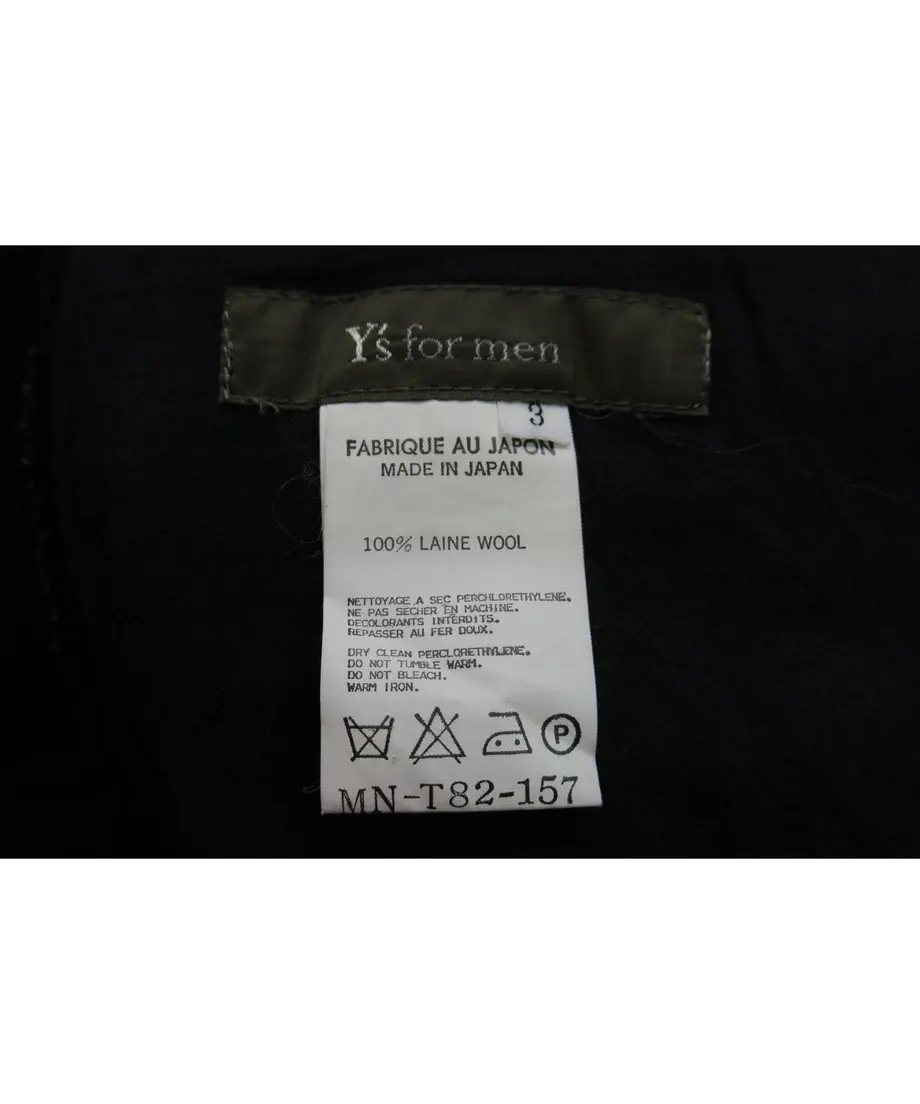 Y's for men
3
FABRIQUE AU JAPON
MADE IN JAPAN
100% LAINE WOOL
NETTOYAGE A SEC PERCHLORETHYLENE.
NE PAS SECHER EN MACHINE.
DECOLORANTS INTERDITS.
REPASSER AU FER DOUX.
DRY CLEAN PERCLORETHYLENE.
DO NOT TUMBLE WARM.
DO NOT BLEACH.
WARM IRON.
P
MN-T82-157